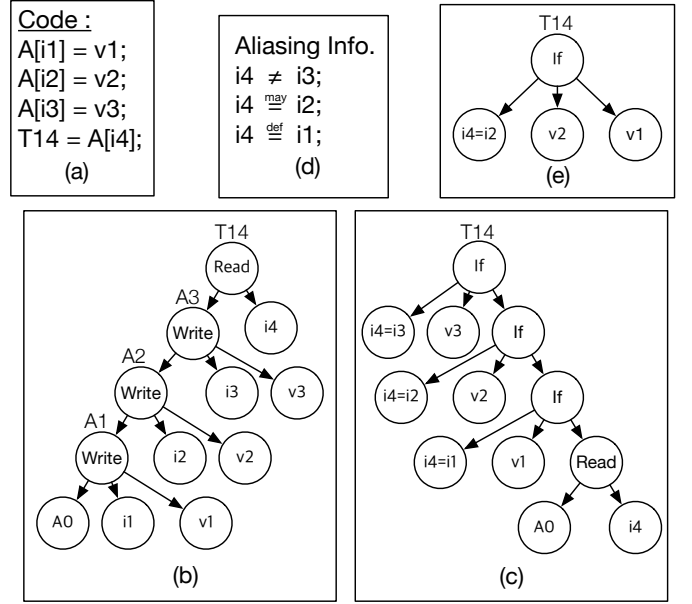 Code :
A[i1] = v1;
A[i2] = v2;
A[i3] = v3;
T14 = A[i4];
(a)
Aliasing Info.
i4 ≠ i3;
i4 may= i2;
i4 def= i1;
(d)
T14
If
i4=i2 v2 v1
(e)
T14
Read
A3
Write i4
A2
Write i3 v3
A1
Write i2 v2
A0 i1 v1
(b)
T14
If
i4=i3 v3 If
i4=i2 v2 If
i4=i1 v1 Read
A0 i4
(c)